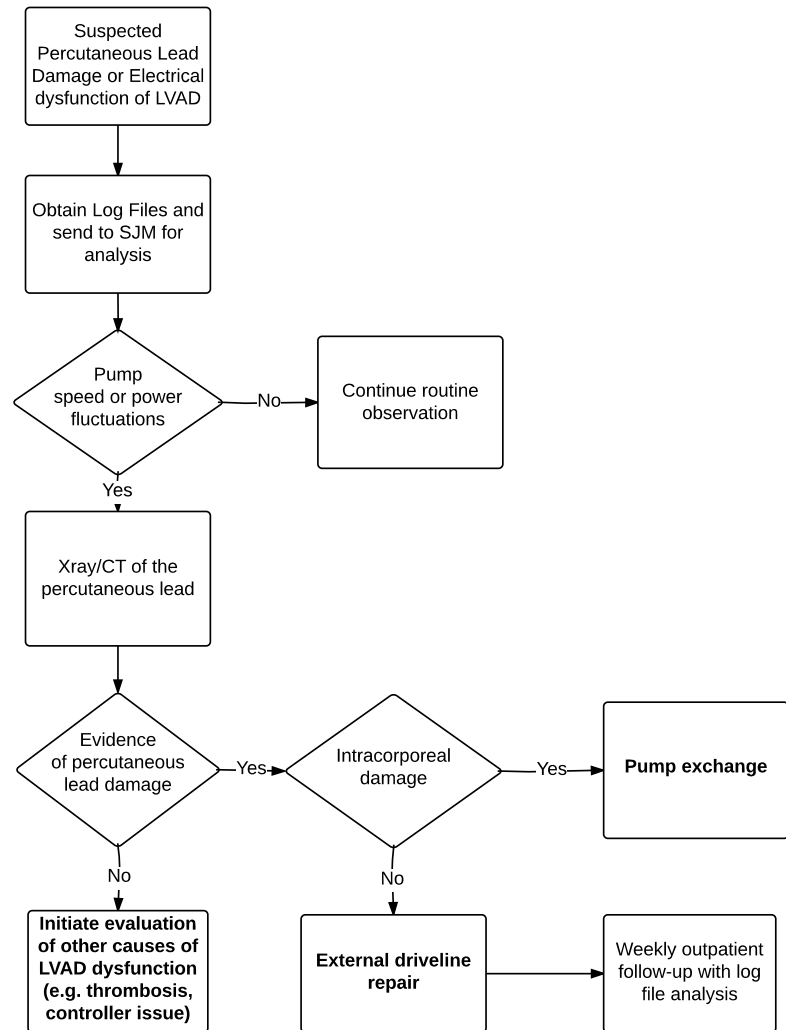 Suspected
Percutaneous Lead
Damage or Electrical
dysfunction of LVAD
Obtain Log Files and
send to SJM for
analysis
Pump
speed or power
fluctuations
No
Continue routine
observation
Yes
Xray/CT of the
percutaneous lead
Evidence
of percutaneous
lead damage
Yes
Intracorporeal
damage
Yes
Pump exchange
No
No
Initiate evaluation
of other causes of
LVAD dysfunction
(e.g. thrombosis,
controller issue)
External driveline
repair
Weekly outpatient
follow-up with log
file analysis